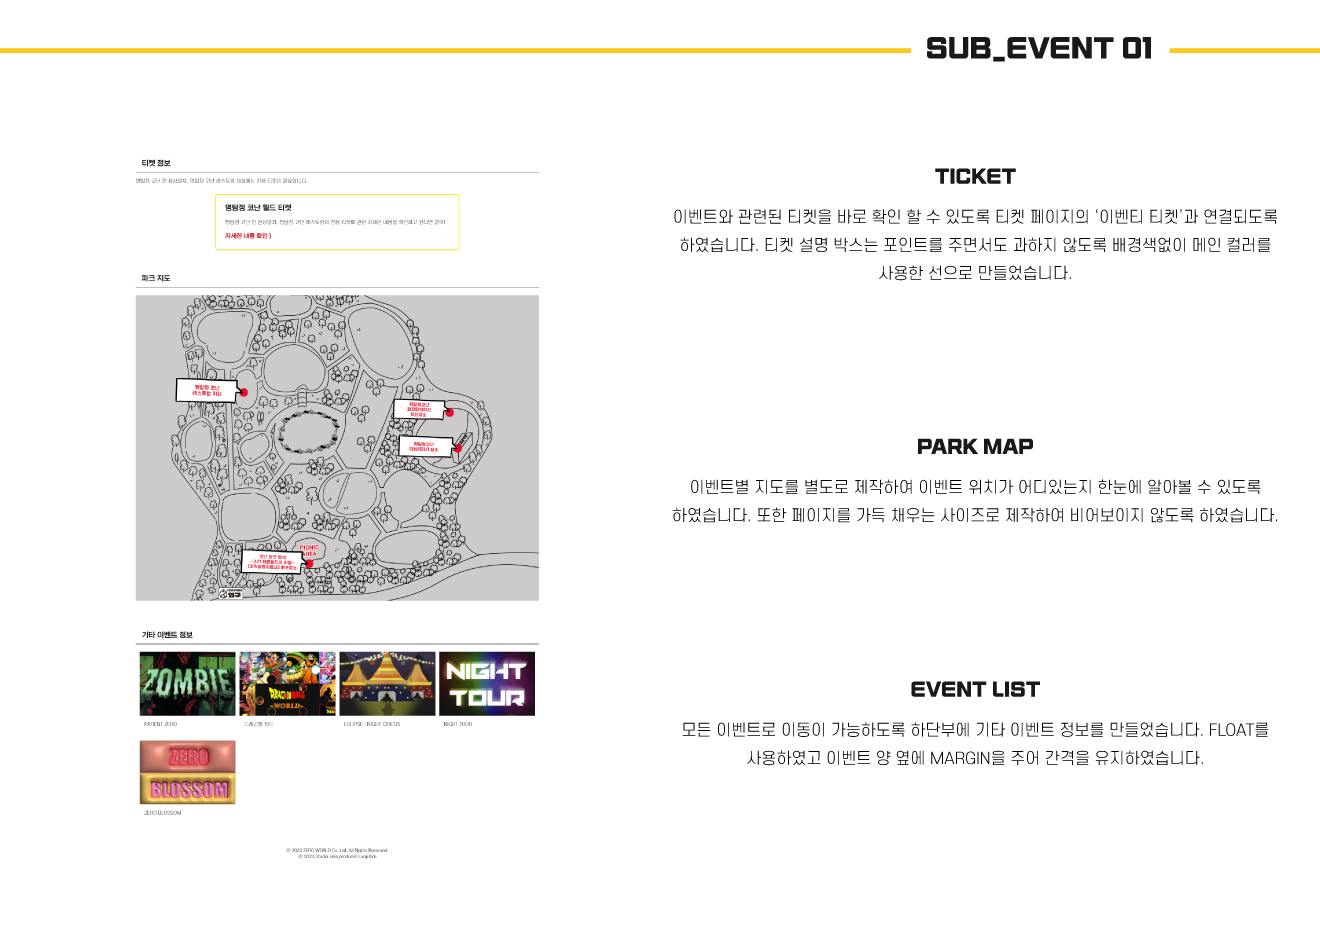 SUB_EVENT 01
티켓 정보
명탐정 코난 월드 티켓
자세한 내용 확인 》
파크 지도
명탐정 코난
PICNIC
AREA
기타 이벤트 정보
ZOMBIE
DRAGONBALL
~WORLD~
NIGHT
TOUR
PATIENT ZERO
드래곤볼 월드
ECLIPSE : NIGHT CIRCUS
NIGHT TOUR
ZERO
BLOSSOM
ZERO BLOSSOM
© 2023 ZERO WORLD Co.,Ltd. All Rights Reserved.
TICKET
이벤트와 관련된 티켓을 바로 확인 할 수 있도록 티켓 페이지의 ‘이벤티 티켓’과 연결되도록
하였습니다. 티켓 설명 박스는 포인트를 주면서도 과하지 않도록 배경색없이 메인 컬러를
사용한 선으로 만들었습니다.
PARK MAP
이벤트별 지도를 별도로 제작하여 이벤트 위치가 어디있는지 한눈에 알아볼 수 있도록
하였습니다. 또한 페이지를 가득 채우는 사이즈로 제작하여 비어보이지 않도록 하였습니다.
EVENT LIST
모든 이벤트로 이동이 가능하도록 하단부에 기타 이벤트 정보를 만들었습니다. FLOAT를
사용하였고 이벤트 양 옆에 MARGIN을 주어 간격을 유지하였습니다.